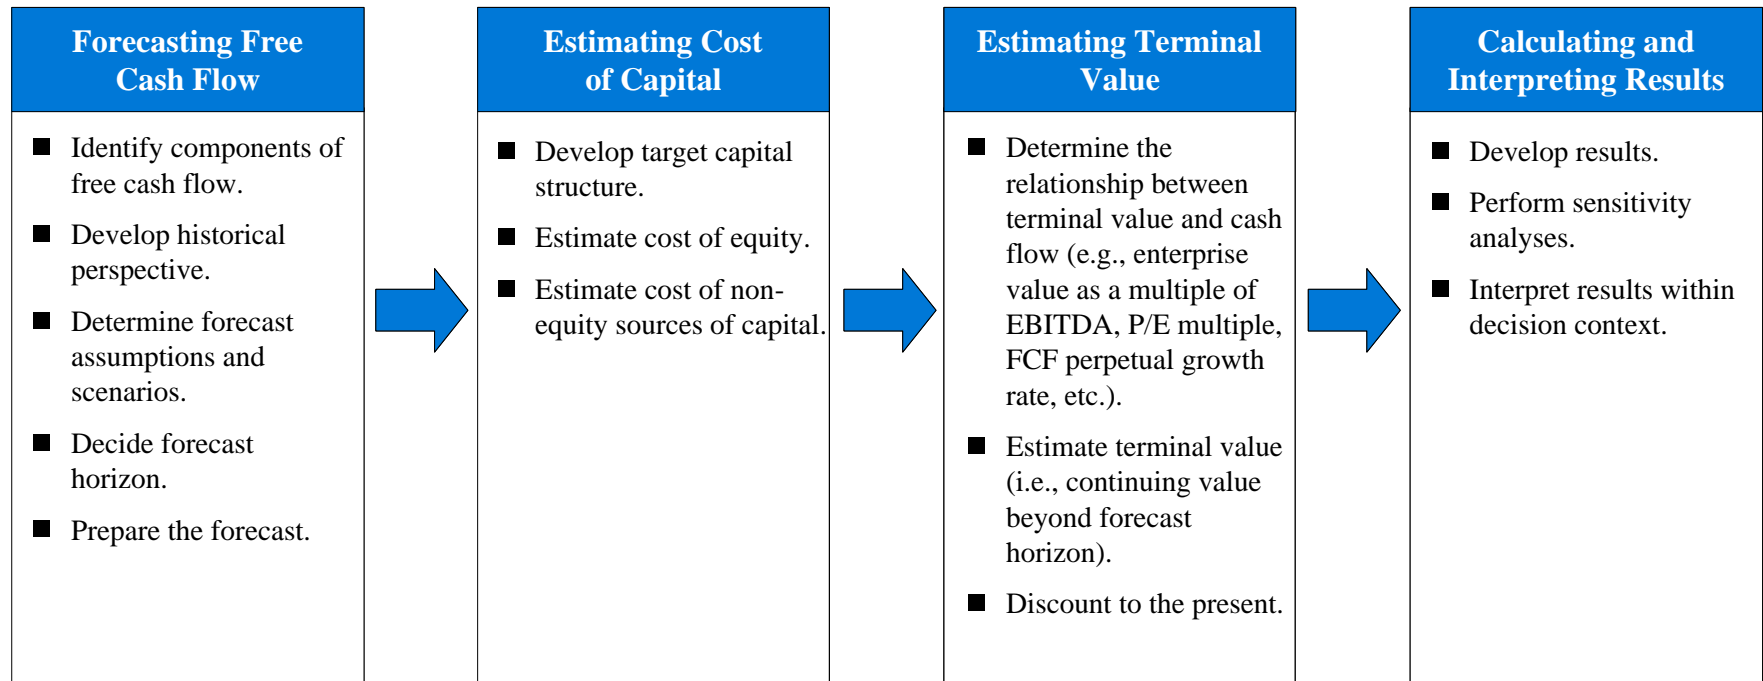 Forecasting Free
Cash Flow
■ Identify components of
free cash flow.
■ Develop historical
perspective.
■ Determine forecast
assumptions and
scenarios.
■ Decide forecast
horizon.
■ Prepare the forecast.
Estimating Cost
of Capital
■ Develop target capital
structure.
■ Estimate cost of equity.
■ Estimate cost of non-
equity sources of capital.
Estimating Terminal
Value
■ Determine the
relationship between
terminal value and cash
flow (e.g., enterprise
value as a multiple of
EBITDA, P/E multiple,
FCF perpetual growth
rate, etc.).
■ Estimate terminal value
(i.e., continuing value
beyond forecast
horizon).
■ Discount to the present.
Calculating and
Interpreting Results
■ Develop results.
■ Perform sensitivity
analyses.
■ Interpret results within
decision context.